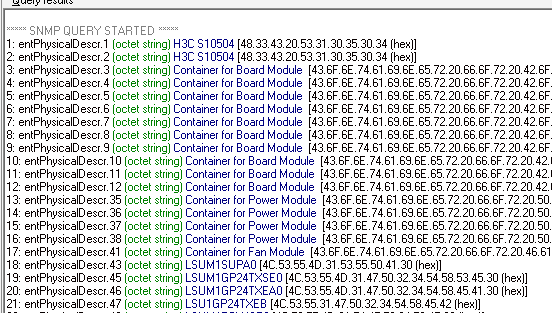 Query results
***** SNMP QUERY STARTED *****
1: entPhysicalDescr.1 (octet string) H3C S10504 [48.33.43.20.53.31.30.35.30.34 (hex)]
2: entPhysicalDescr.2 (octet string) H3C S10504 [48.33.43.20.53.31.30.35.30.34 (hex)]
3: entPhysicalDescr.3 (octet string) Container for Board Module  [43.6F.6E.74.61.69.6E.65.72.20.66.6F.72.20.42.6F.
4: entPhysicalDescr.4 (octet string) Container for Board Module  [43.6F.6E.74.61.69.6E.65.72.20.66.6F.72.20.42.6F.
5: entPhysicalDescr.5 (octet string) Container for Board Module  [43.6F.6E.74.61.69.6E.65.72.20.66.6F.72.20.42.6F.
6: entPhysicalDescr.6 (octet string) Container for Board Module  [43.6F.6E.74.61.69.6E.65.72.20.66.6F.72.20.42.6F.
7: entPhysicalDescr.7 (octet string) Container for Board Module  [43.6F.6E.74.61.69.6E.65.72.20.66.6F.72.20.42.6F.
8: entPhysicalDescr.8 (octet string) Container for Board Module  [43.6F.6E.74.61.69.6E.65.72.20.66.6F.72.20.42.6F.
9: entPhysicalDescr.9 (octet string) Container for Board Module  [43.6F.6E.74.61.69.6E.65.72.20.66.6F.72.20.42.6F.
10: entPhysicalDescr.10 (octet string) Container for Board Module  [43.6F.6E.74.61.69.6E.65.72.20.66.6F.72.20.42.
11: entPhysicalDescr.11 (octet string) Container for Board Module  [43.6F.6E.74.61.69.6E.65.72.20.66.6F.72.20.42.
12: entPhysicalDescr.12 (octet string) Container for Board Module  [43.6F.6E.74.61.69.6E.65.72.20.66.6F.72.20.42.
13: entPhysicalDescr.35 (octet string) Container for Power Module  [43.6F.6E.74.61.69.6E.65.72.20.66.6F.72.20.50.
14: entPhysicalDescr.36 (octet string) Container for Power Module  [43.6F.6E.74.61.69.6E.65.72.20.66.6F.72.20.50.
15: entPhysicalDescr.37 (octet string) Container for Power Module  [43.6F.6E.74.61.69.6E.65.72.20.66.6F.72.20.50.
16: entPhysicalDescr.38 (octet string) Container for Power Module  [43.6F.6E.74.61.69.6E.65.72.20.66.6F.72.20.50.
17: entPhysicalDescr.41 (octet string) Container for Fan Module  [43.6F.6E.74.61.69.6E.65.72.20.66.6F.72.20.46.61
18: entPhysicalDescr.43 (octet string) LSUM1SUPA0 [4C.53.55.4D.31.53.55.50.41.30 (hex)]
19: entPhysicalDescr.45 (octet string) LSUM1GP24TXSE0 [4C.53.55.4D.31.47.50.32.34.54.58.53.45.30 (hex)]
20: entPhysicalDescr.46 (octet string) LSUM1GP24TXEA0 [4C.53.55.4D.31.47.50.32.34.54.58.45.41.30 (hex)]
21: entPhysicalDescr.47 (octet string) LSU1GP24TXEB [4C.53.55.31.47.50.32.34.54.58.45.42 (hex)]